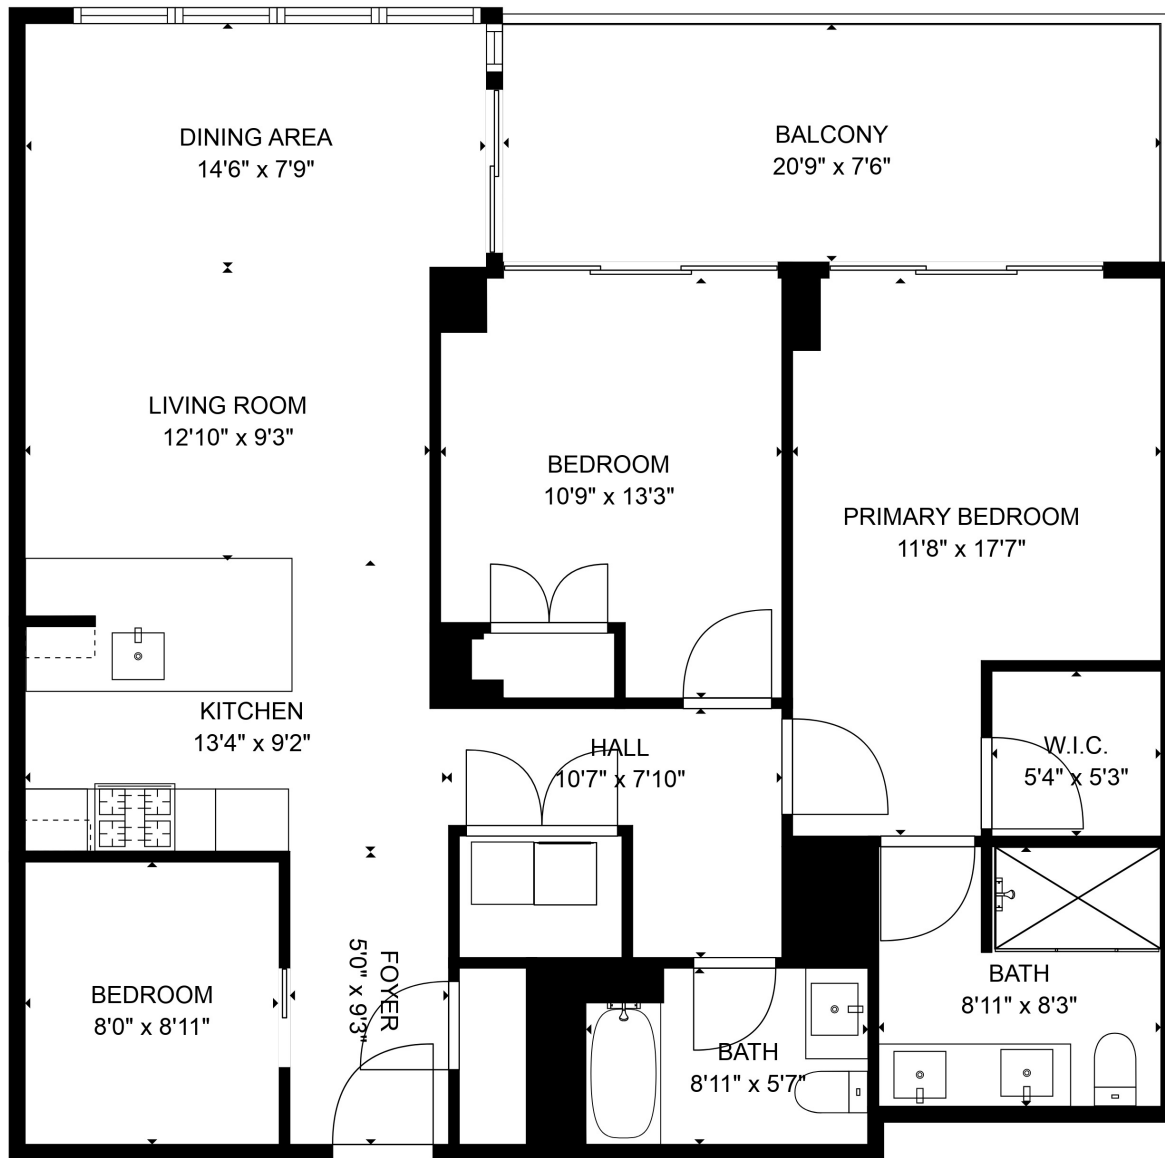 DINING AREA
14'6" x 7'9"
BALCONY
20'9" x 7'6"
LIVING ROOM
12'10" x 9'3"
BEDROOM
10'9" x 13'3"
PRIMARY BEDROOM
11'8" x 17'7"
KITCHEN
13'4" x 9'2"
HALL
10'7" x 7'10"
W.I.C.
5'4" x 5'3"
BEDROOM
8'0" x 8'11"
FOYER
5'0" x 9'3"
BATH
8'11" x 5'7"
BATH
8'11" x 8'3"